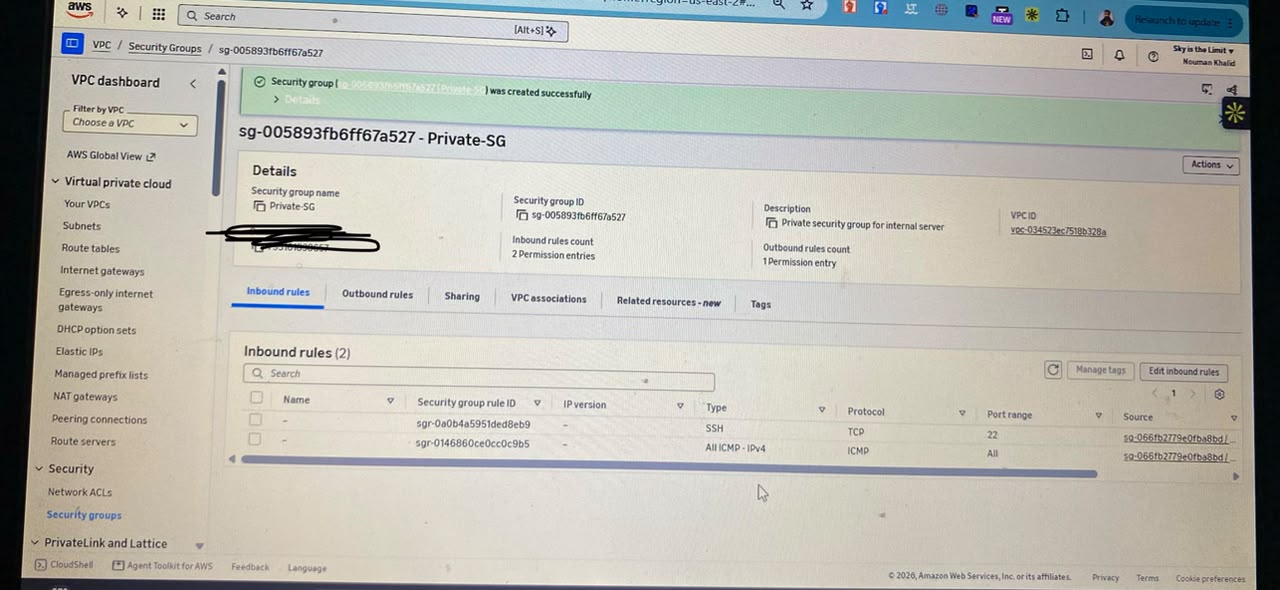 aws
Search
[Alt+S]
NEW
Relaunch to update
VPC / Security Groups / sg-005893fb6ff67a527
Sky is the Limit
Nouman Khalid
VPC dashboard
Filter by VPC
Choose a VPC
AWS Global View
Virtual private cloud
Your VPCs
Subnets
Route tables
Internet gateways
Egress-only internet
gateways
DHCP option sets
Elastic IPs
Managed prefix lists
NAT gateways
Peering connections
Route servers
Security
Network ACLs
Security groups
PrivateLink and Lattice
Security group ( | Private-SG) was created successfully
Details
sg-005893fb6ff67a527 - Private-SG
Actions
Details
Security group name
Private-SG
Security group ID
sg-005893fb6ff67a527
Description
Private security group for internal server
VPC ID
vpc-034523ec7518b328a
Inbound rules count
2 Permission entries
Outbound rules count
1 Permission entry
Inbound rules
Outbound rules
Sharing
VPC associations
Related resources - new
Tags
Inbound rules (2)
Search
Manage tags
Edit inbound rules
1
Name
Security group rule ID
IP version
Type
Protocol
Port range
Source
- sgr-0a0b4a5951ded8eb9 - SSH TCP 22 sg-066fb2779e0fba8bd/...
- sgr-0146860ce0cc0c9b5 - All ICMP - IPv4 ICMP All sg-066fb2779e0fba8bd/...
CloudShell
Agent Toolkit for AWS
Feedback
Language
© 2026, Amazon Web Services, Inc. or its affiliates.
Privacy
Terms
Cookie preferences